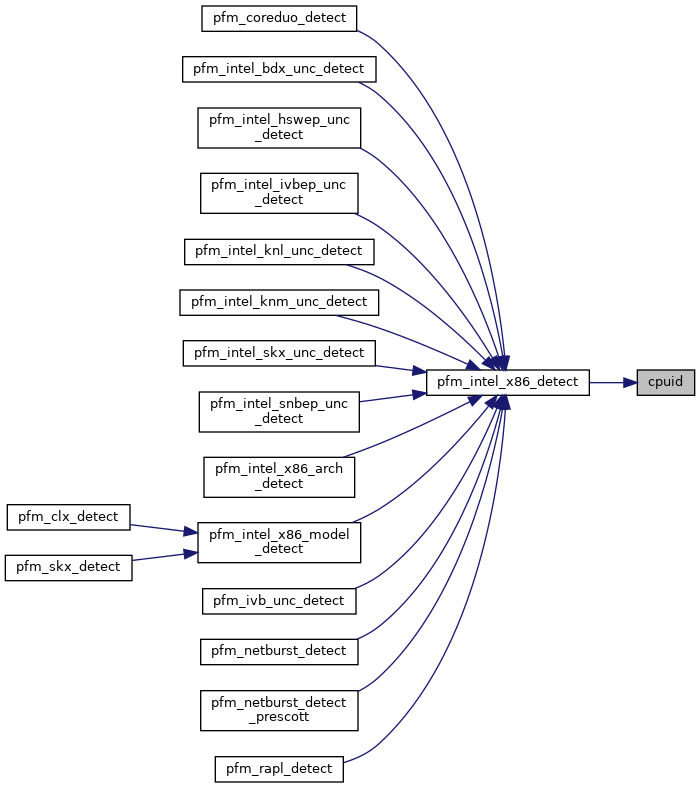 pfm_coreduo_detect
pfm_intel_bdx_unc_detect
pfm_intel_hswep_unc
_detect
pfm_intel_ivbep_unc
_detect
pfm_intel_knl_unc_detect
pfm_intel_knm_unc_detect
pfm_intel_skx_unc_detect
pfm_intel_x86_detect
cpuid
pfm_intel_snbep_unc
_detect
pfm_intel_x86_arch
_detect
pfm_clx_detect
pfm_intel_x86_model
_detect
pfm_skx_detect
pfm_ivb_unc_detect
pfm_netburst_detect
pfm_netburst_detect
_prescott
pfm_rapl_detect